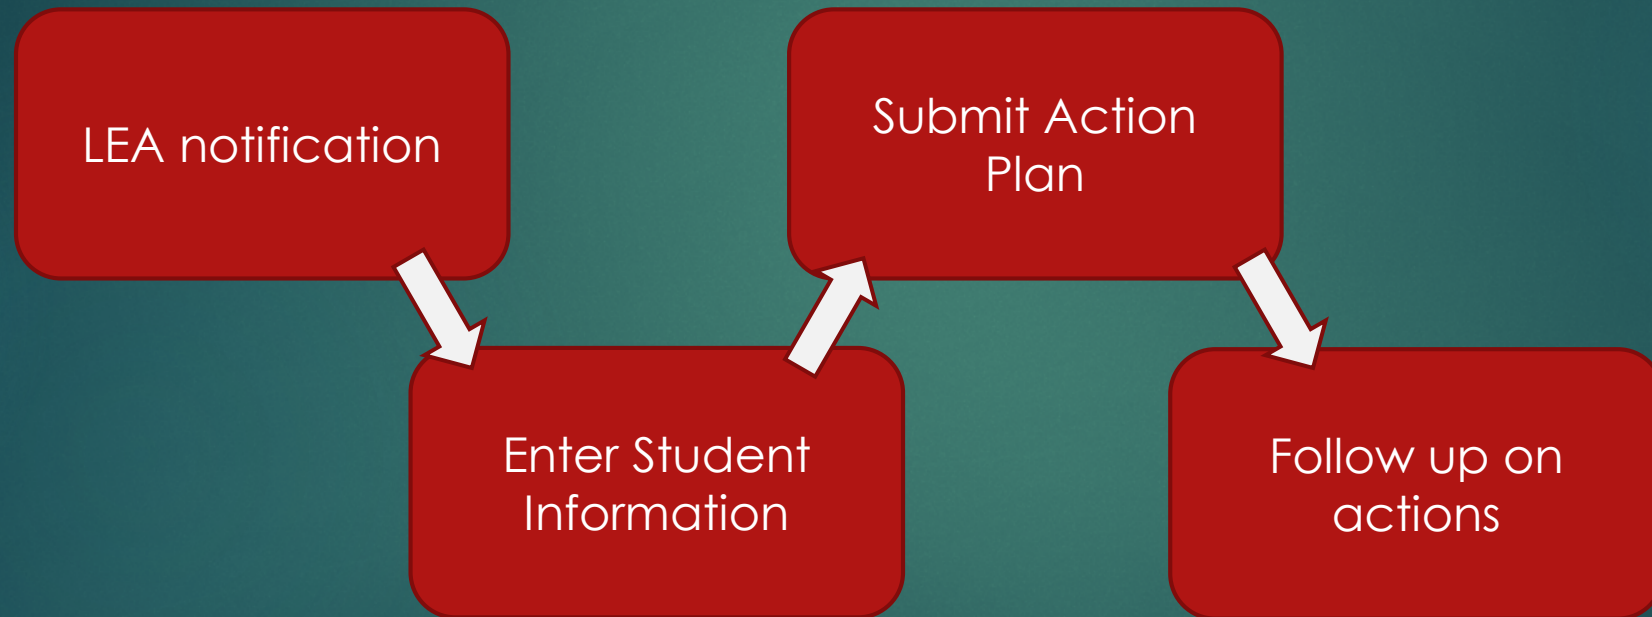 LEA notification
Enter Student
Information
Submit Action
Plan
Follow up on
actions